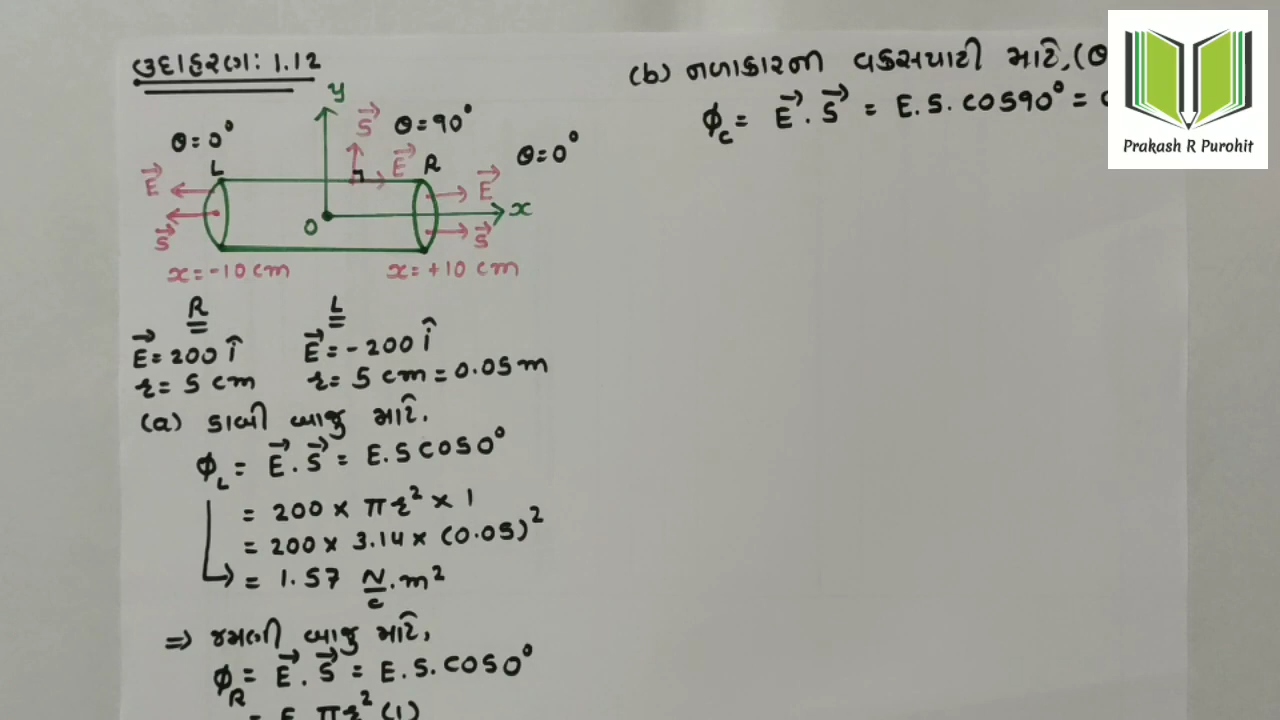 ઉદાહરણ: 1.12
y
S⃗ θ=90°
θ=0°
L E⃗ R θ=0°
E⃗ E⃗
x
O
S⃗ S⃗
x=-10 cm x=+10 cm
R L
E⃗ = 200 î E⃗ = -200 î
r = 5 cm r = 5 cm = 0.05 m
(a) ડાબી બાજુ માટે,
ϕL = E⃗ . S⃗ = E.S cos0°
= 200 × πr² × 1
= 200 × 3.14 × (0.05)²
= 1.57 N/C . m²
⇒ જમણી બાજુ માટે,
ϕR = E⃗ . S⃗ = E.S. cos0°
= E πr² (1)
(b) નળાકારની વક્રસપાટી માટે, (θ
ϕC = E⃗ . S⃗ = E.S. cos90° =
Prakash R Purohit